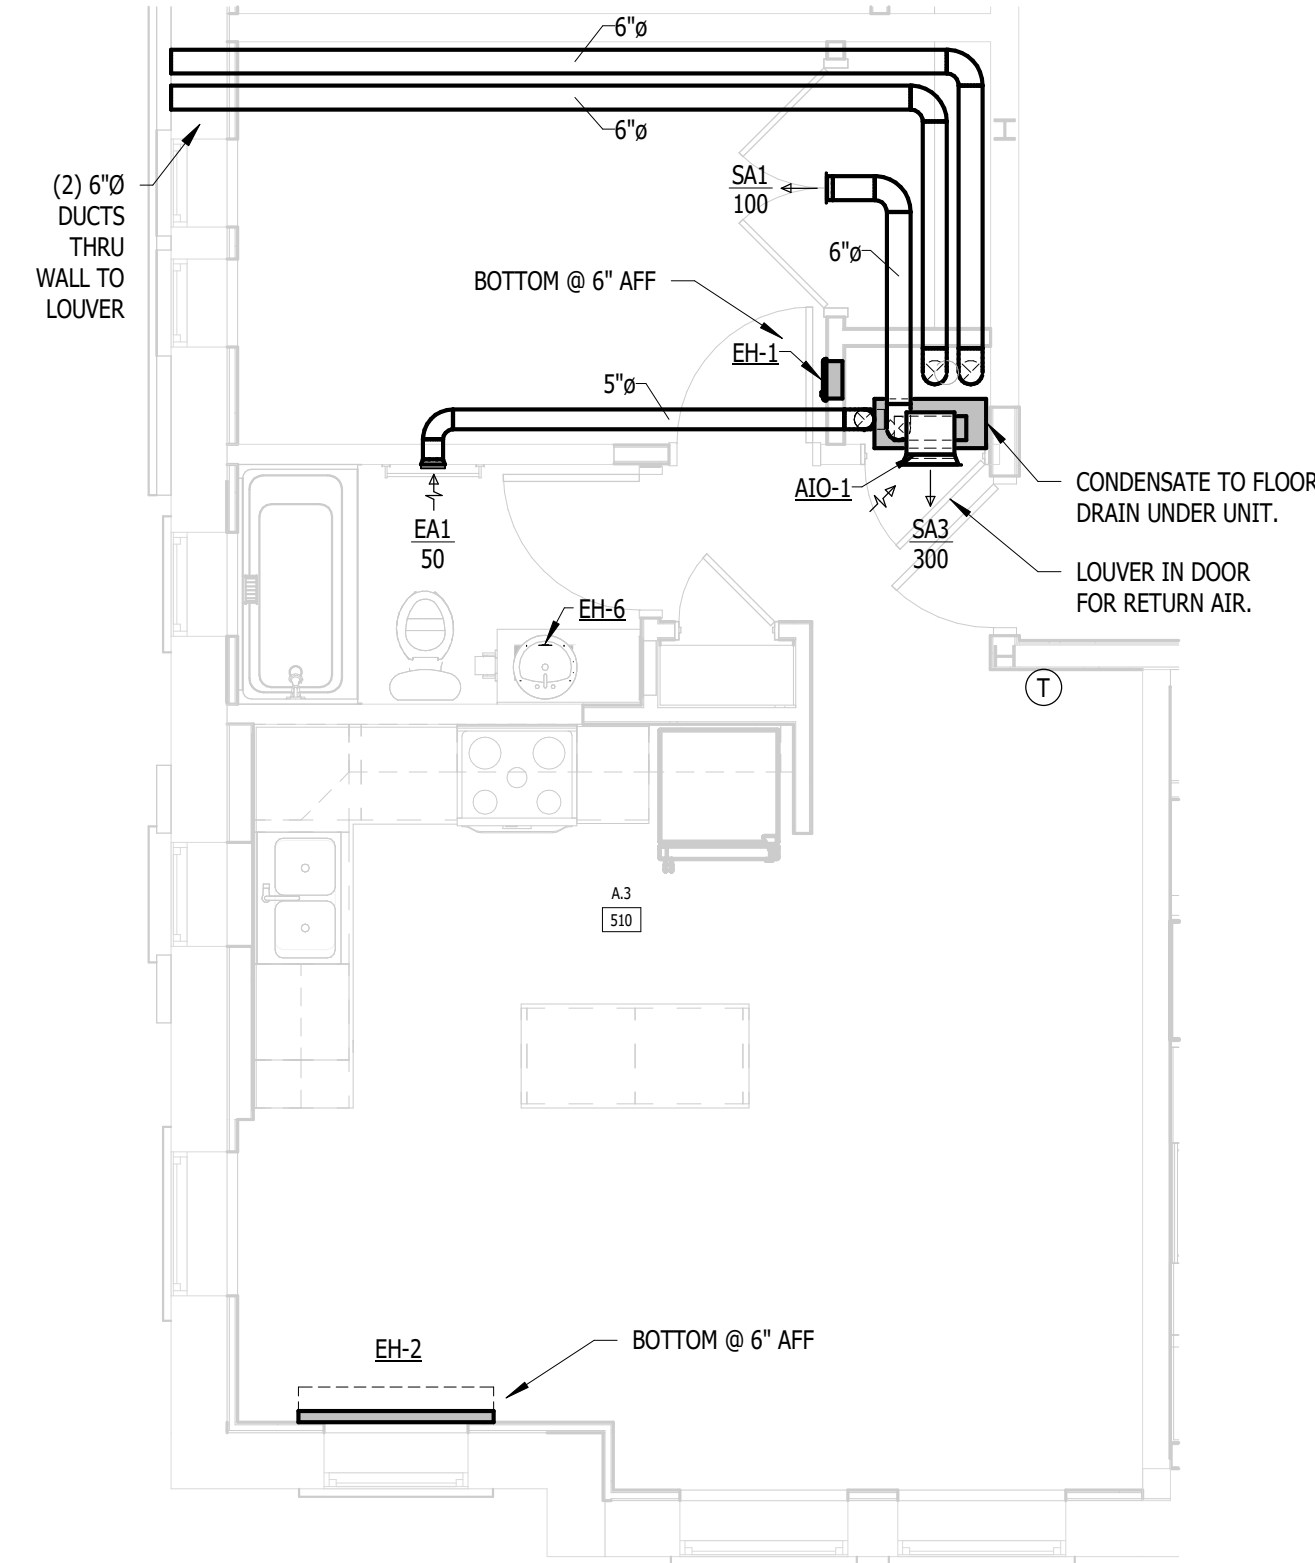 6"ø
6"ø
(2) 6"Ø
DUCTS
THRU
WALL TO
LOUVER
SA1
100
6"ø
BOTTOM @ 6" AFF
EH-1
5"ø
AIO-1
CONDENSATE TO FLOOR
DRAIN UNDER UNIT.
EA1
50
SA3
300
LOUVER IN DOOR
FOR RETURN AIR.
EH-6
T
A.3
510
EH-2
BOTTOM @ 6" AFF